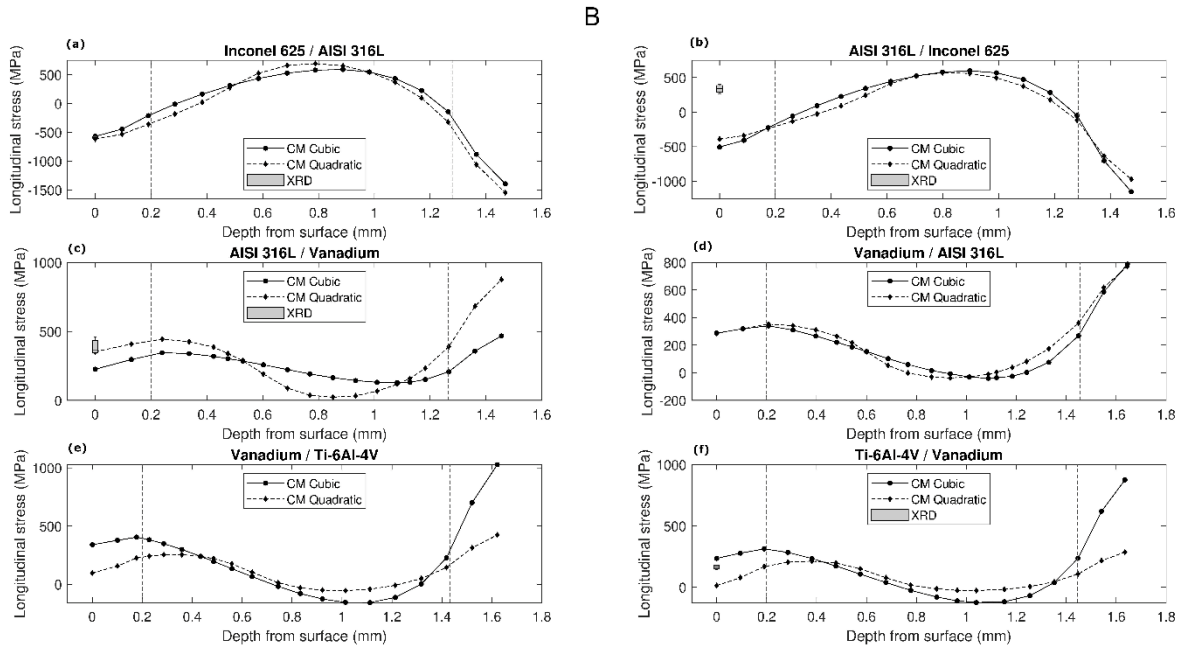 B
(a)
Inconel 625 / AISI 316L
Longitudinal stress (MPa)
500
0
-500
-1000
-1500
CM Cubic
CM Quadratic
XRD
0 0.2 0.4 0.6 0.8 1 1.2 1.4 1.6
Depth from surface (mm)
(b)
AISI 316L / Inconel 625
Longitudinal stress (MPa)
500
0
-500
-1000
CM Cubic
CM Quadratic
XRD
0 0.2 0.4 0.6 0.8 1 1.2 1.4 1.6
Depth from surface (mm)
(c)
AISI 316L / Vanadium
Longitudinal stress (MPa)
1000
500
0
CM Cubic
CM Quadratic
XRD
0 0.2 0.4 0.6 0.8 1 1.2 1.4 1.6
Depth from surface (mm)
(d)
Vanadium / AISI 316L
Longitudinal stress (MPa)
800
600
400
200
0
-200
CM Cubic
CM Quadratic
0 0.2 0.4 0.6 0.8 1 1.2 1.4 1.6 1.8
Depth from surface (mm)
(e)
Vanadium / Ti-6Al-4V
Longitudinal stress (MPa)
1000
500
0
CM Cubic
CM Quadratic
0 0.2 0.4 0.6 0.8 1 1.2 1.4 1.6 1.8
Depth from surface (mm)
(f)
Ti-6Al-4V / Vanadium
Longitudinal stress (MPa)
1000
500
0
CM Cubic
CM Quadratic
XRD
0 0.2 0.4 0.6 0.8 1 1.2 1.4 1.6 1.8
Depth from surface (mm)